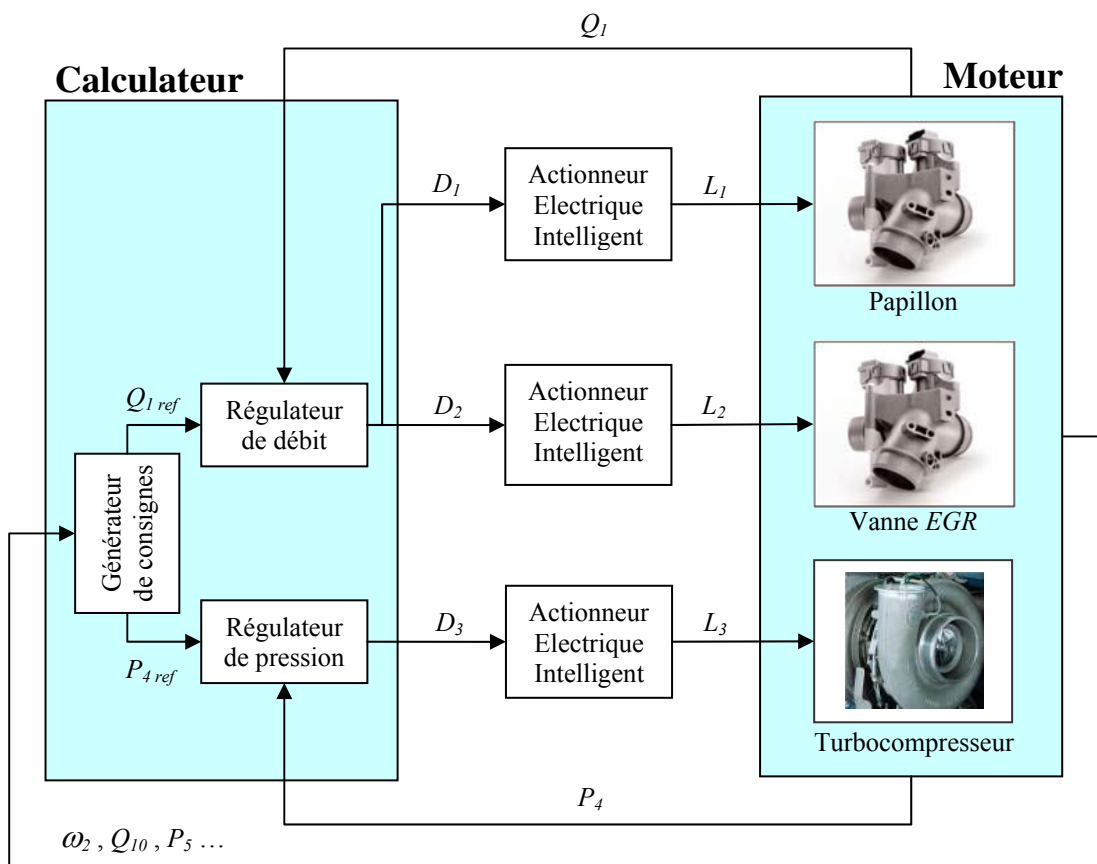 Q1
Calculateur
Moteur
D1
Actionneur
Electrique
Intelligent
L1
Papillon
Q1 ref
Régulateur
de débit
D2
Actionneur
Electrique
Intelligent
L2
Vanne EGR
Générateur
de consignes
P4 ref
Régulateur
de pression
D3
Actionneur
Electrique
Intelligent
L3
Turbocompresseur
P4
ω2 , Q10 , P5 …